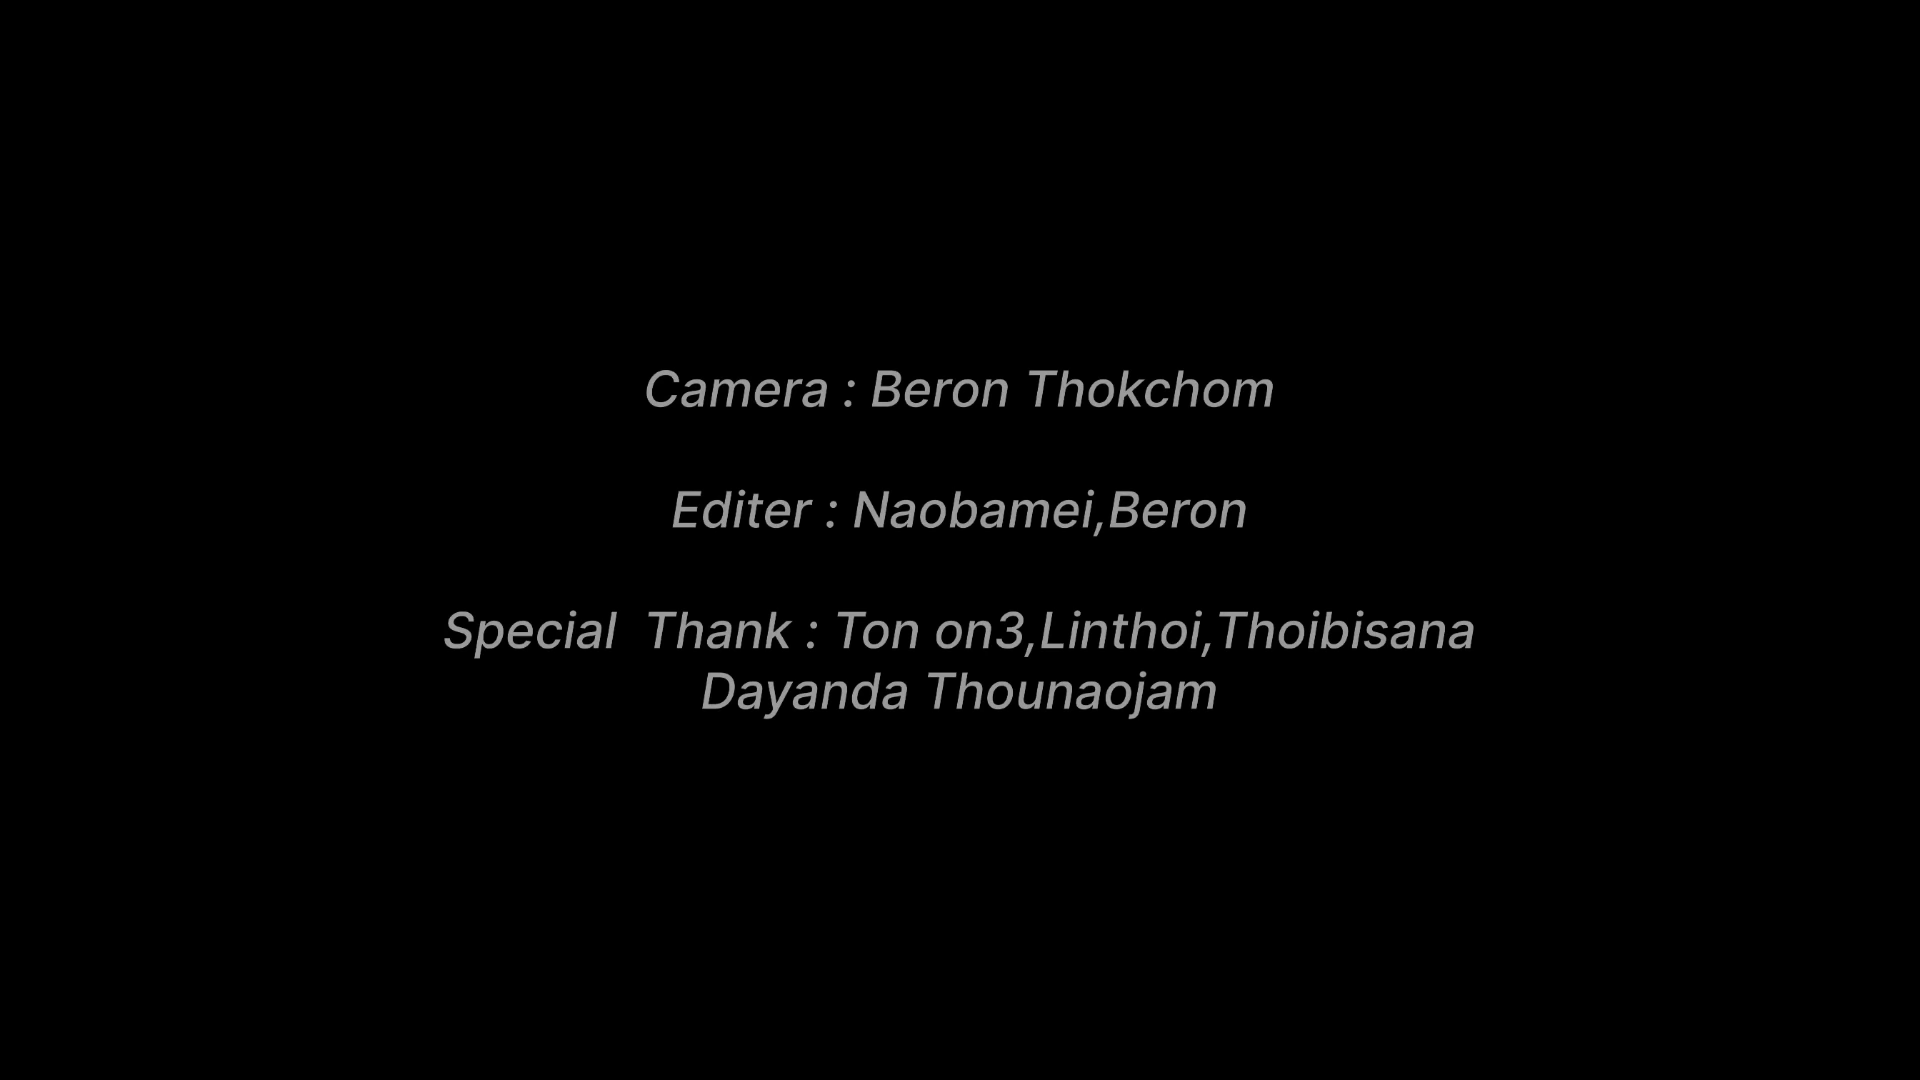 Camera : Beron Thokchom
Editer : Naobamei,Beron
Special  Thank : Ton on3,Linthoi,Thoibisana
Dayanda Thounaojam